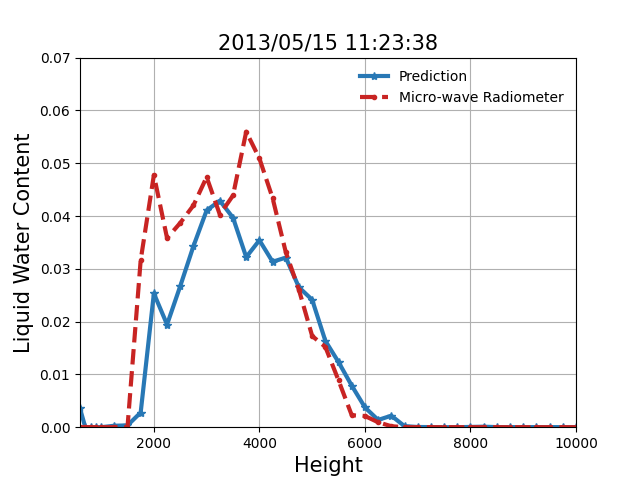 2013/05/15 11:23:38
0.07
0.06
0.05
0.04
0.03
0.02
0.01
0.00
Liquid Water Content
Prediction
Micro-wave Radiometer
2000 4000 6000 8000 10000
Height